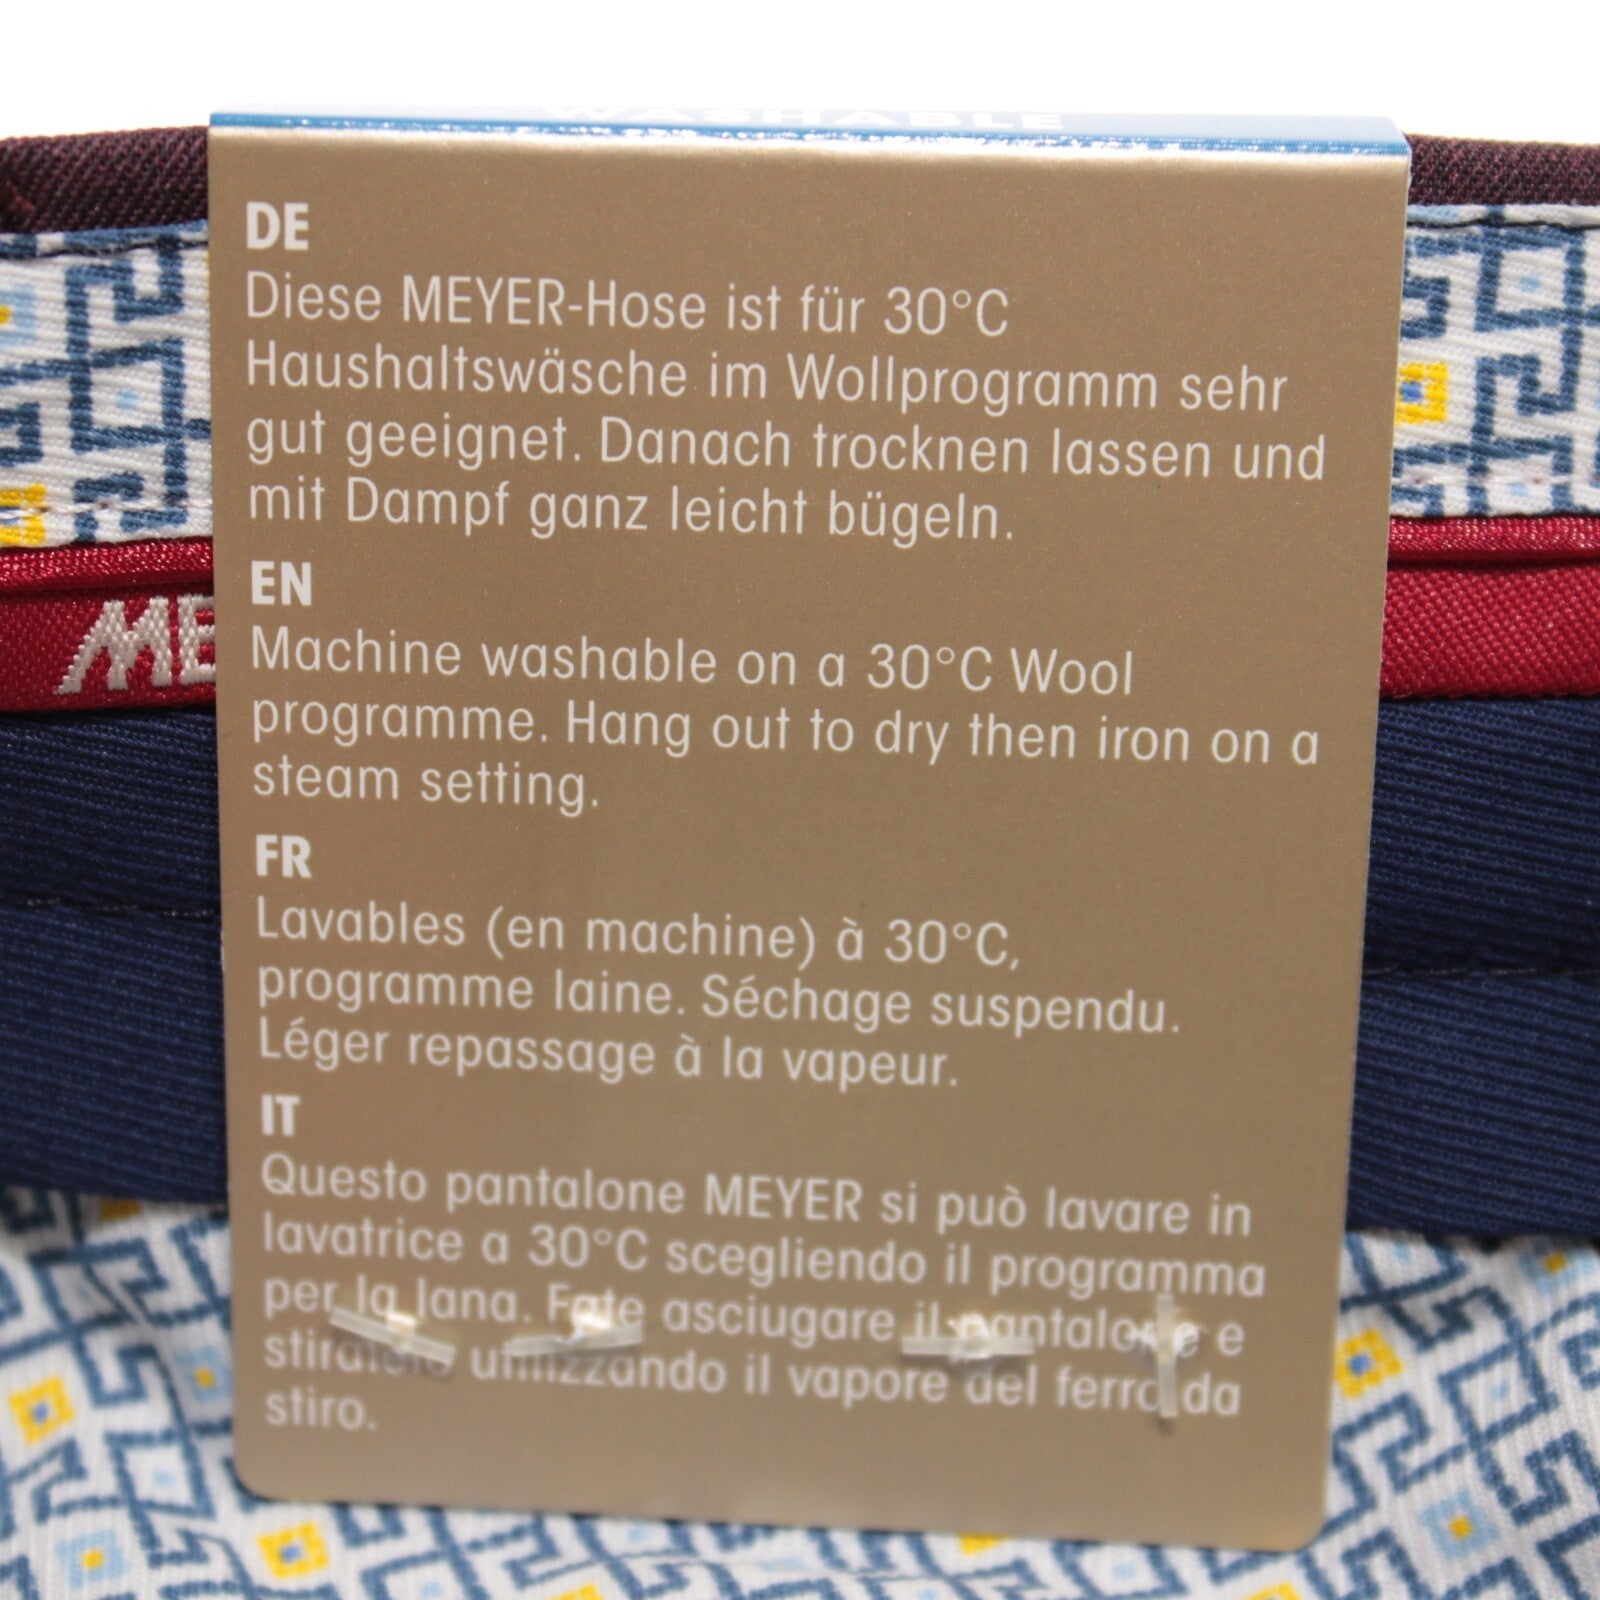 WASHABLE
DE
Diese MEYER-Hose ist für 30°C
Haushaltswäsche im Wollprogramm sehr
gut geeignet. Danach trocknen lassen und
mit Dampf ganz leicht bügeln.
EN
Machine washable on a 30°C Wool
programme. Hang out to dry then iron on a
steam setting.
FR
Lavables (en machine) à 30°C,
programme laine. Séchage suspendu.
Léger repassage à la vapeur.
IT
Questo pantalone MEYER si può lavare in
lavatrice a 30°C scegliendo il programma
per la lana. Fate asciugare il pantalone e
stiratelo utilizzando il vapore del ferro da
stiro.
ME